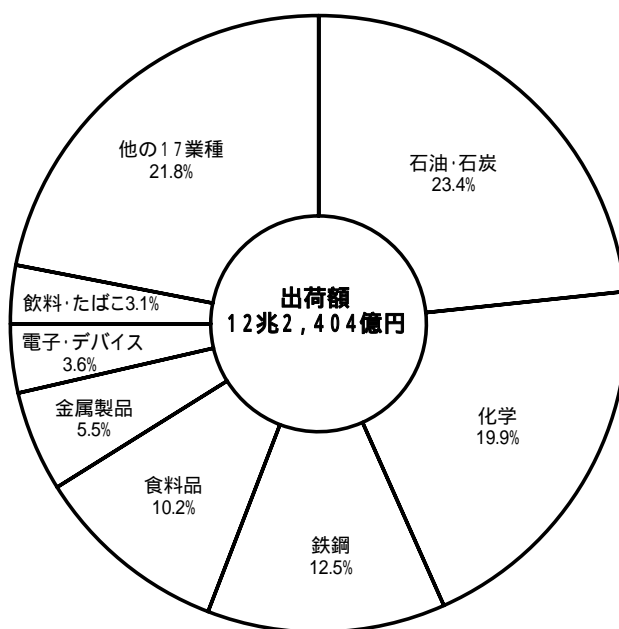 出荷額
12兆2,404億円
石油・石炭
23.4%
化学
19.9%
鉄鋼
12.5%
食料品
10.2%
金属製品
5.5%
電子・デバイス
3.6%
飲料・たばこ3.1%
他の17業種
21.8%